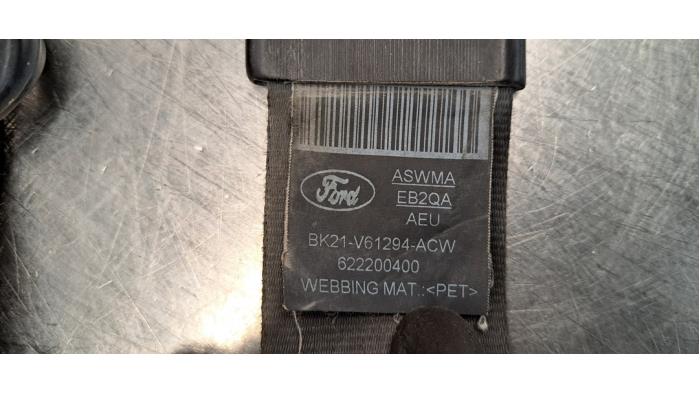 Ford
ASWMA
EB2QA
AEU
BK21-V61294-ACW
622200400
WEBBING MAT.:<PET>